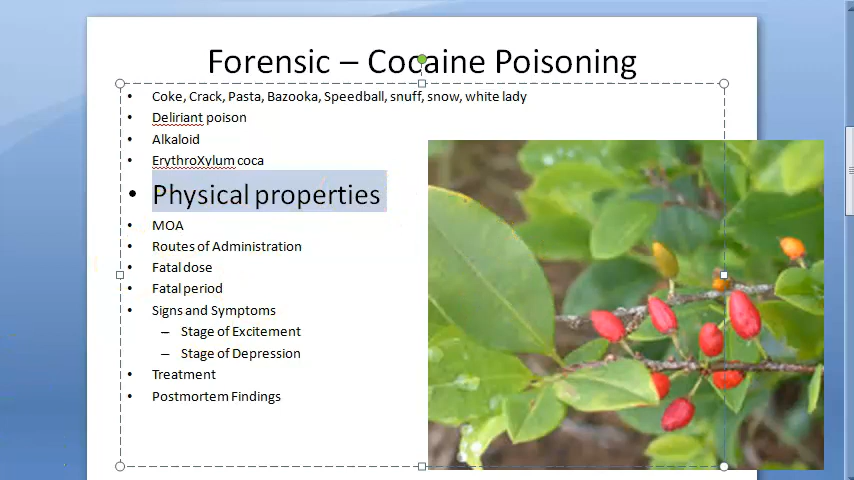 Forensic – Cocaine Poisoning
• Coke, Crack, Pasta, Bazooka, Speedball, snuff, snow, white lady
• Deliriant poison
• Alkaloid
• ErythroXylum coca
• Physical properties
• MOA
• Routes of Administration
• Fatal dose
• Fatal period
• Signs and Symptoms
– Stage of Excitement
– Stage of Depression
• Treatment
• Postmortem Findings